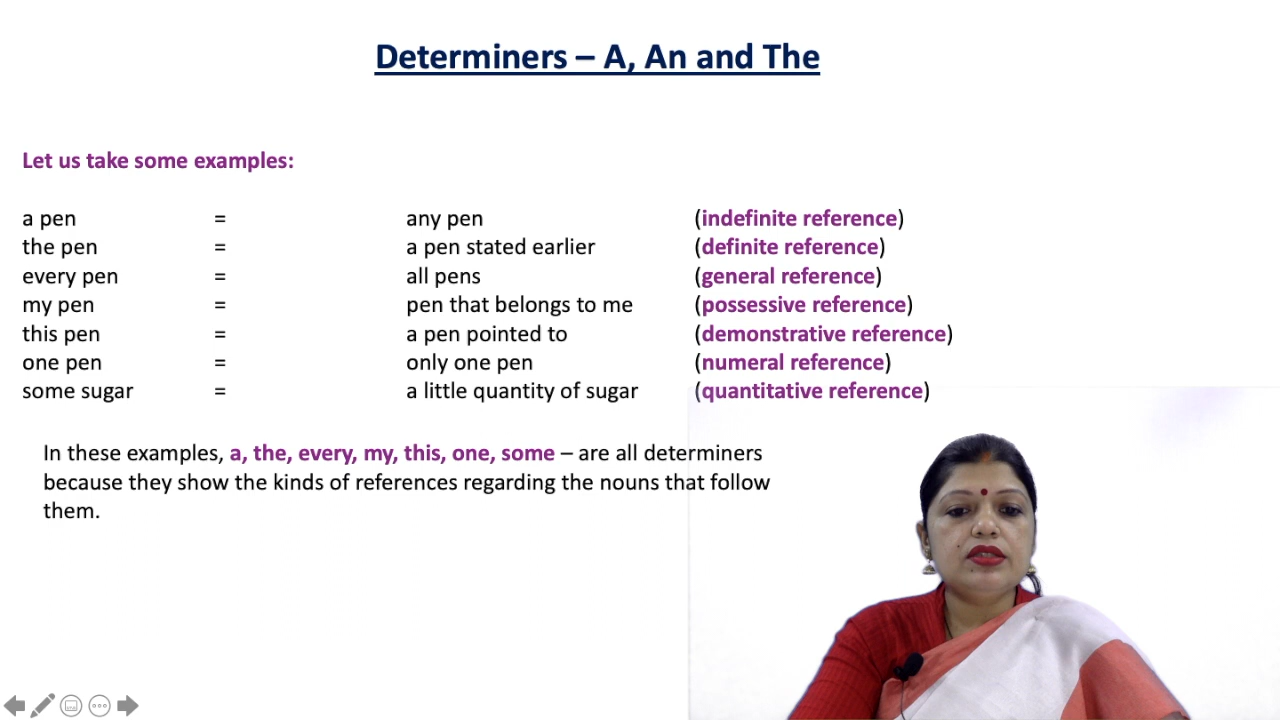 Determiners – A, An and The
Let us take some examples:
a pen = any pen (indefinite reference)
the pen = a pen stated earlier (definite reference)
every pen = all pens (general reference)
my pen = pen that belongs to me (possessive reference)
this pen = a pen pointed to (demonstrative reference)
one pen = only one pen (numeral reference)
some sugar = a little quantity of sugar (quantitative reference)
In these examples, a, the, every, my, this, one, some – are all determiners
because they show the kinds of references regarding the nouns that follow
them.